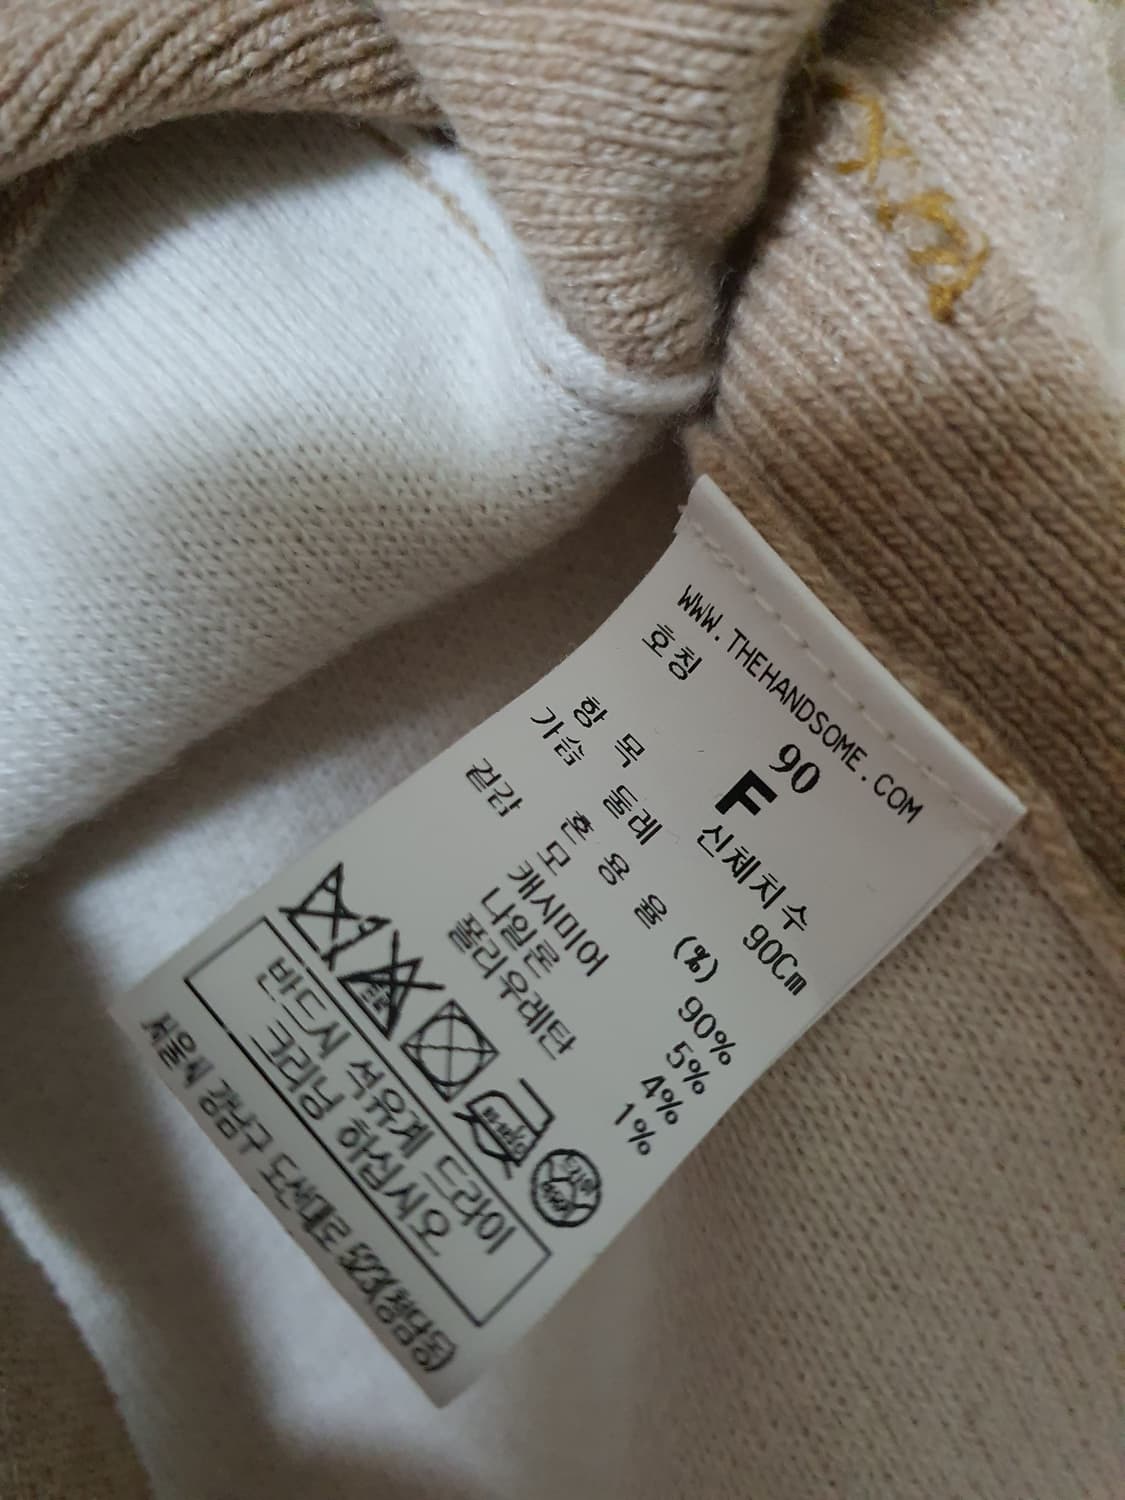 WWW.THEHANDSOME.COM
호칭 90
F
항 목 신체치수
가슴 둘레 90Cm
겉감 혼 용 율 (%)
모 90%
캐시미어 5%
나일론 4%
폴리우레탄 1%
반드시 석유계 드라이
크리닝 하십시오
서울시 강남구 도산대로 523(청담동)